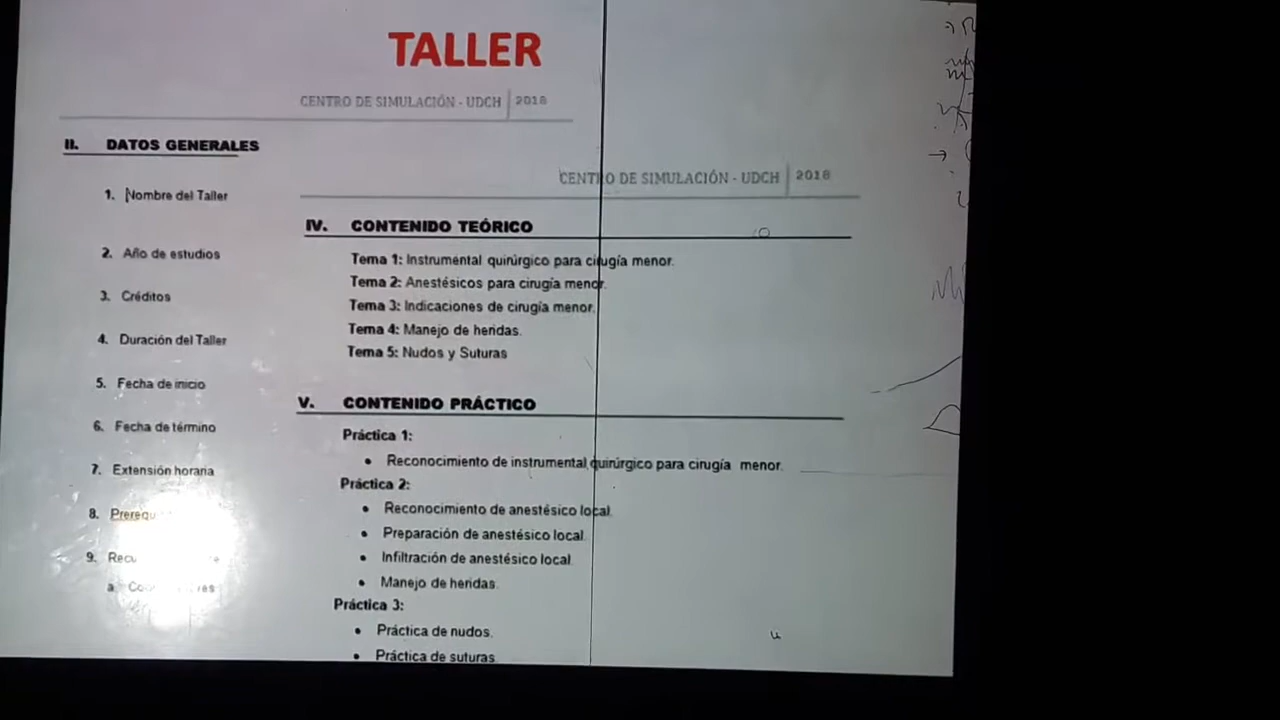 TALLER
CENTRO DE SIMULACIÓN - UDCH 2018
II. DATOS GENERALES
1. Nombre del Taller
2. Año de estudios
3. Créditos
4. Duración del Taller
5. Fecha de inicio
6. Fecha de término
7. Extensión horaria
8.
9.
a.
CENTRO DE SIMULACIÓN - UDCH 2018
IV. CONTENIDO TEÓRICO
Tema 1: Instrumental quirúrgico para cirugía menor.
Tema 2: Anestésicos para cirugía menor.
Tema 3: Indicaciones de cirugía menor.
Tema 4: Manejo de heridas.
Tema 5: Nudos y Suturas
V. CONTENIDO PRÁCTICO
Práctica 1:
• Reconocimiento de instrumental quirúrgico para cirugía menor.
Práctica 2:
• Reconocimiento de anestésico local.
• Preparación de anestésico local.
• Infiltración de anestésico local.
• Manejo de heridas.
Práctica 3:
• Práctica de nudos.
• Práctica de suturas.